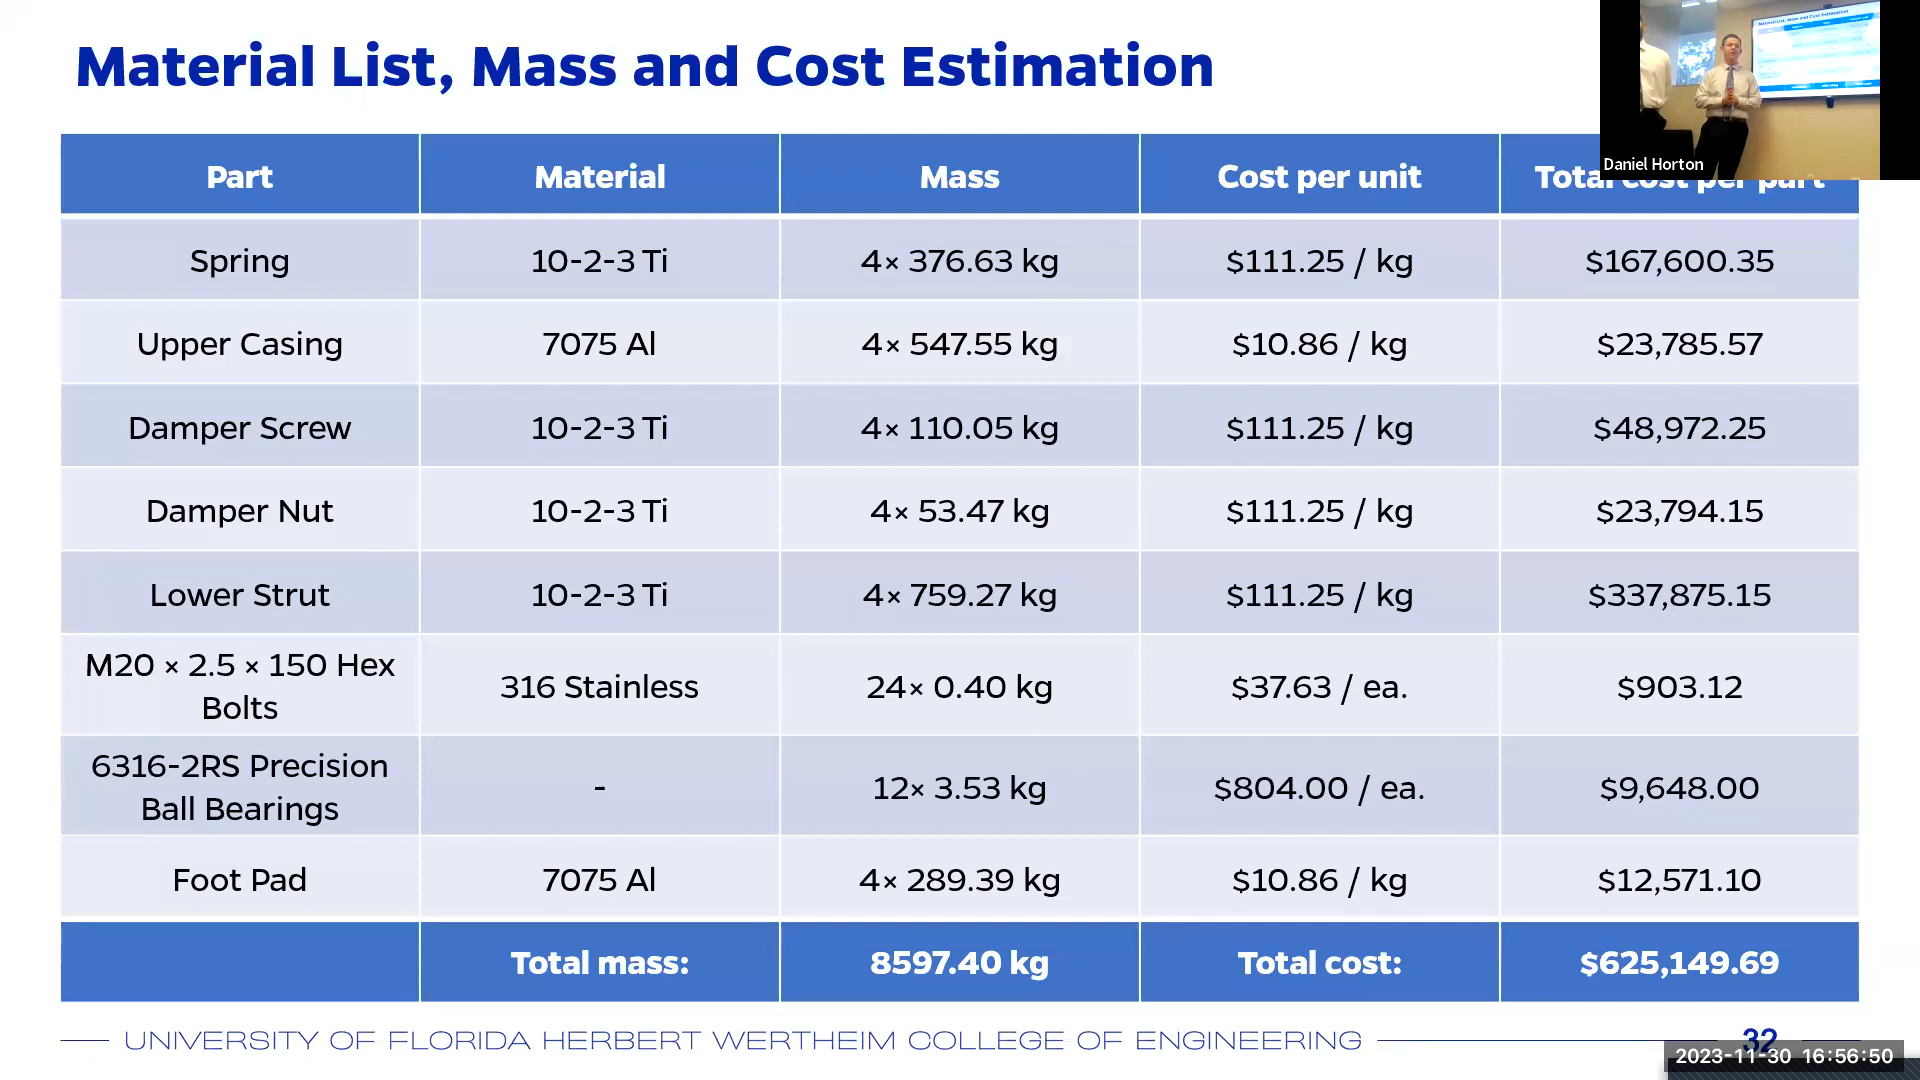 Material List, Mass and Cost Estimation
Daniel Horton
Part Material Mass Cost per unit Total cost per part
Spring 10-2-3 Ti 4× 376.63 kg $111.25 / kg $167,600.35
Upper Casing 7075 Al 4× 547.55 kg $10.86 / kg $23,785.57
Damper Screw 10-2-3 Ti 4× 110.05 kg $111.25 / kg $48,972.25
Damper Nut 10-2-3 Ti 4× 53.47 kg $111.25 / kg $23,794.15
Lower Strut 10-2-3 Ti 4× 759.27 kg $111.25 / kg $337,875.15
M20 × 2.5 × 150 Hex
Bolts 316 Stainless 24× 0.40 kg $37.63 / ea. $903.12
6316-2RS Precision
Ball Bearings - 12× 3.53 kg $804.00 / ea. $9,648.00
Foot Pad 7075 Al 4× 289.39 kg $10.86 / kg $12,571.10
Total mass: 8597.40 kg Total cost: $625,149.69
UNIVERSITY OF FLORIDA HERBERT WERTHEIM COLLEGE OF ENGINEERING 32
2023-11-30 16:56:50